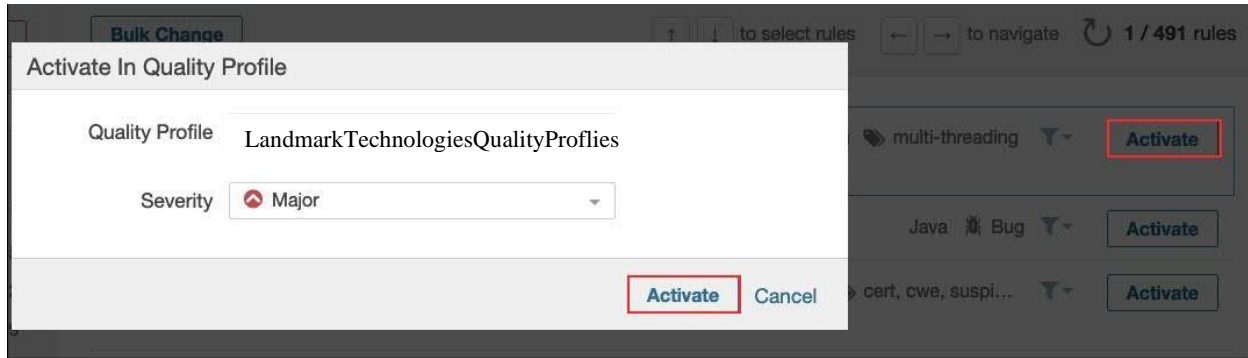 Bulk Change
↑ ↓ to select rules ← → to navigate 1 / 491 rules
Activate In Quality Profile
Quality Profile LandmarkTechnologiesQualityProflies
multi-threading Activate
Severity Major
Java Bug Activate
Activate Cancel
cert, cwe, suspi... Activate